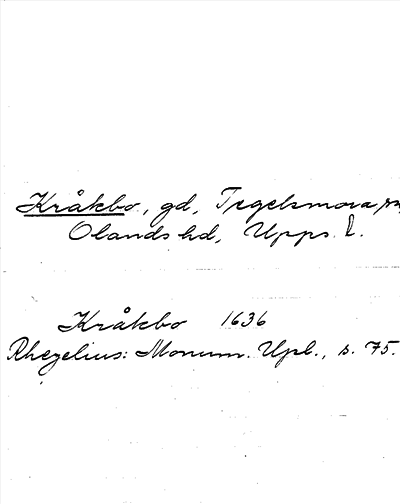 Kråkbo, gd, Tegelsmora sn,
Olands hd, Upps. l.
Kråkbo 1636
Rhezelius: Monum. Upl., s. 75.